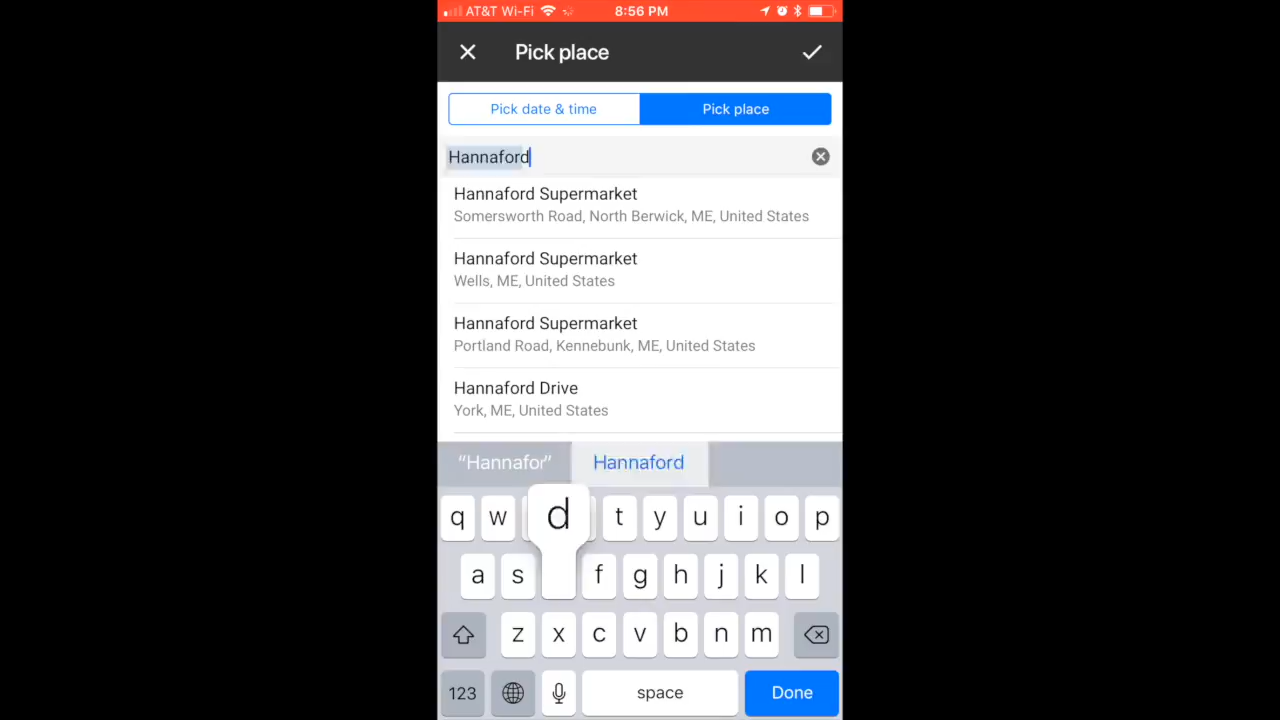 AT&T Wi-Fi 8:56 PM
Pick place
Pick date & time Pick place
Hannaford
Hannaford Supermarket
Somersworth Road, North Berwick, ME, United States
Hannaford Supermarket
Wells, ME, United States
Hannaford Supermarket
Portland Road, Kennebunk, ME, United States
Hannaford Drive
York, ME, United States
“Hannafor” Hannaford
q w d t y u i o p
a s f g h j k l
z x c v b n m
123 space Done